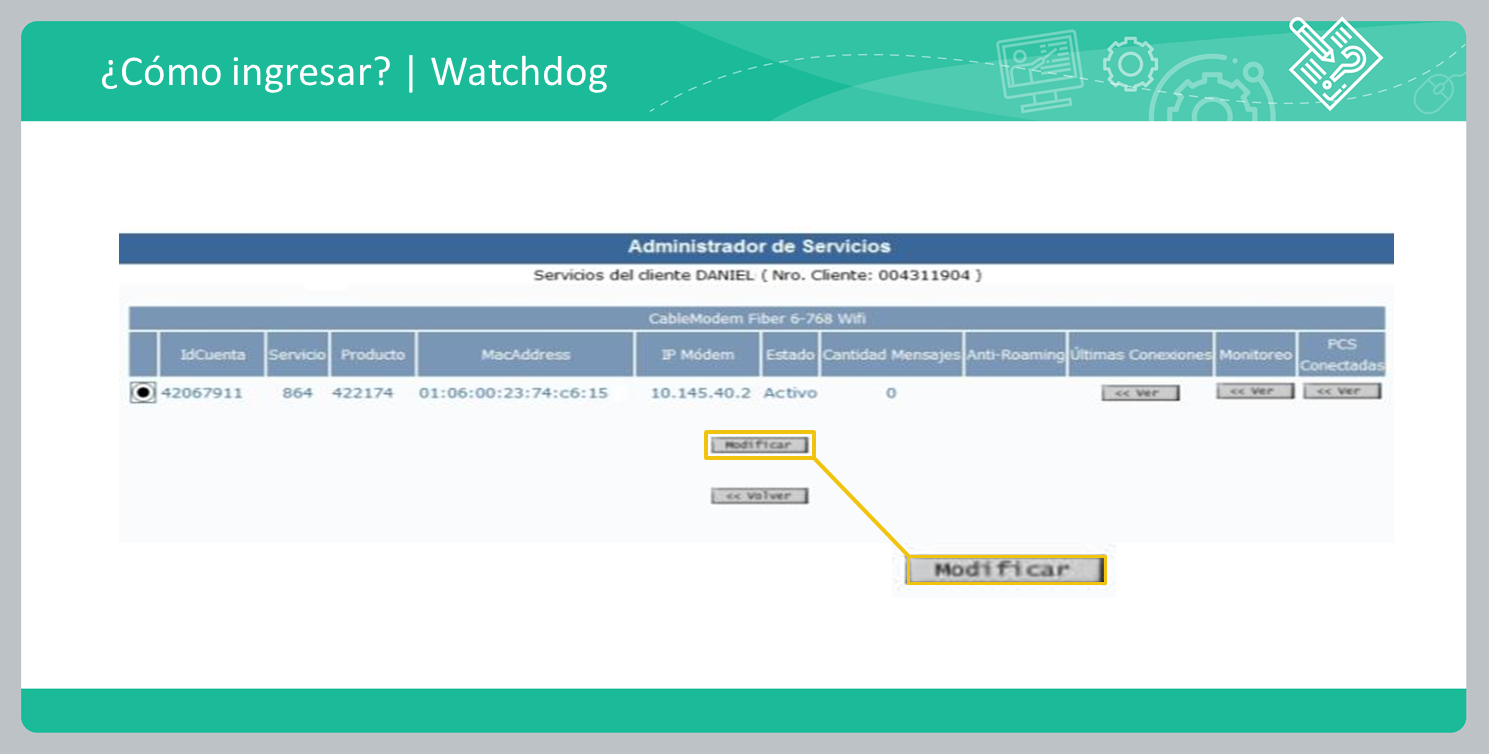 ¿Cómo ingresar? | Watchdog
Administrador de Servicios
Servicios del cliente DANIEL ( Nro. Cliente: 004311904 )
CableModem Fiber 6-768 Wifi
IdCuenta Servicio Producto MacAddress IP Módem Estado Cantidad Mensajes Anti-Roaming Últimas Conexiones Monitoreo PCS Conectadas
42067911 864 422174 01:06:00:23:74:c6:15 10.145.40.2 Activo 0 << Ver << Ver << Ver
Modificar
<< Volver
Modificar